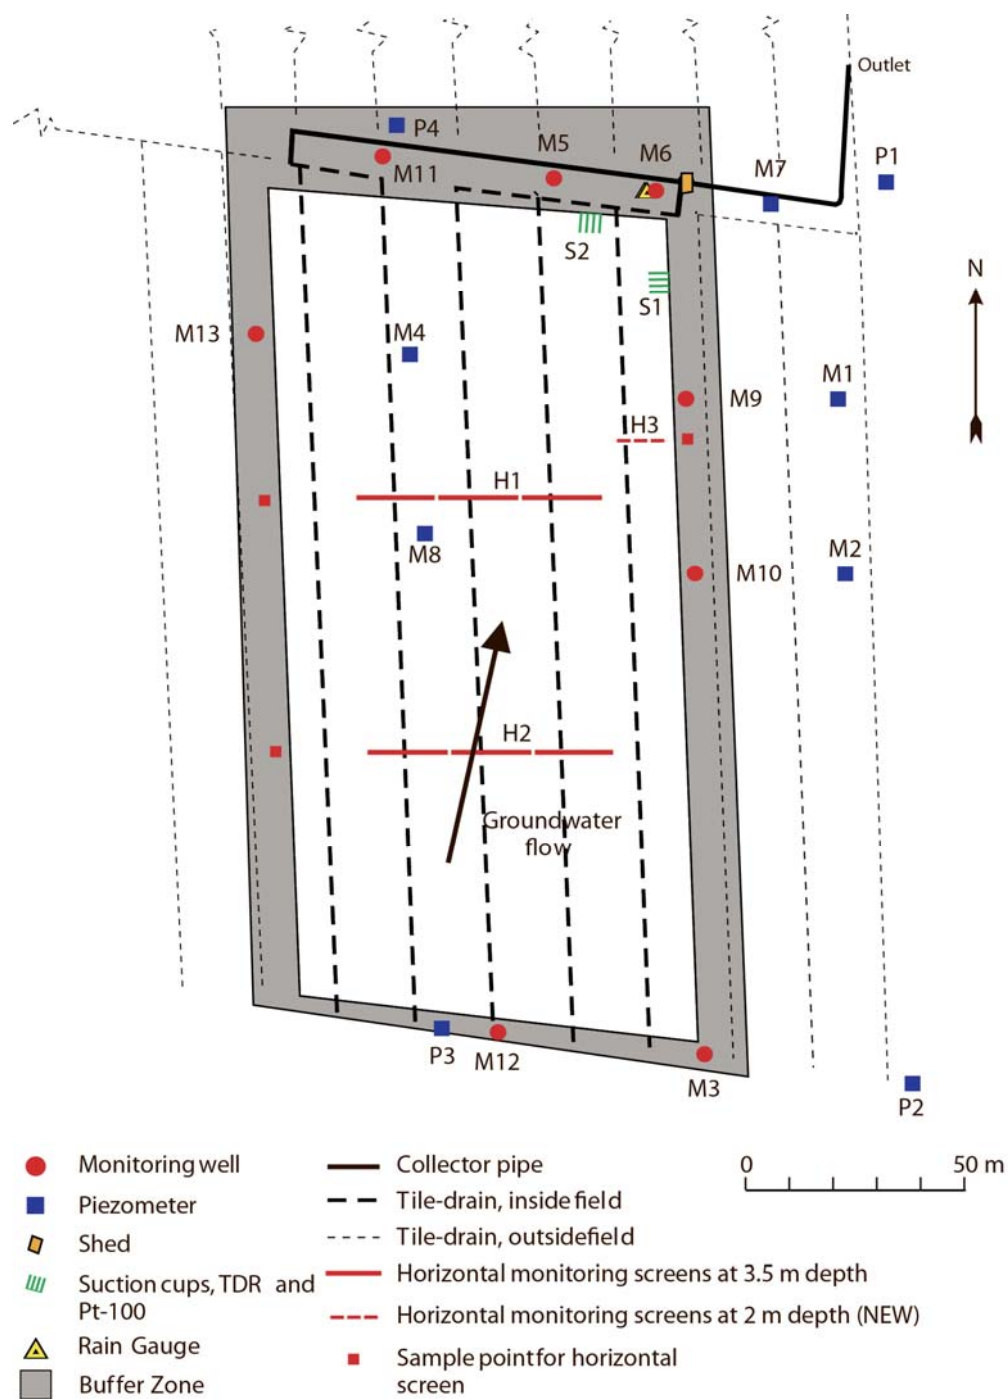 Outlet
P4
M5
M6
M7
P1
M11
S2
S1
N
M13
M4
M1
M9
H3
H1
M8
M2
M10
H2
Groundwater
flow
P3
M12
M3
P2
Monitoring well
Piezometer
Shed
Suction cups, TDR and
Pt-100
Rain Gauge
Buffer Zone
Collector pipe
Tile-drain, inside field
Tile-drain, outside field
Horizontal monitoring screens at 3.5 m depth
Horizontal monitoring screens at 2 m depth (NEW)
Sample point for horizontal
screen
0 50 m